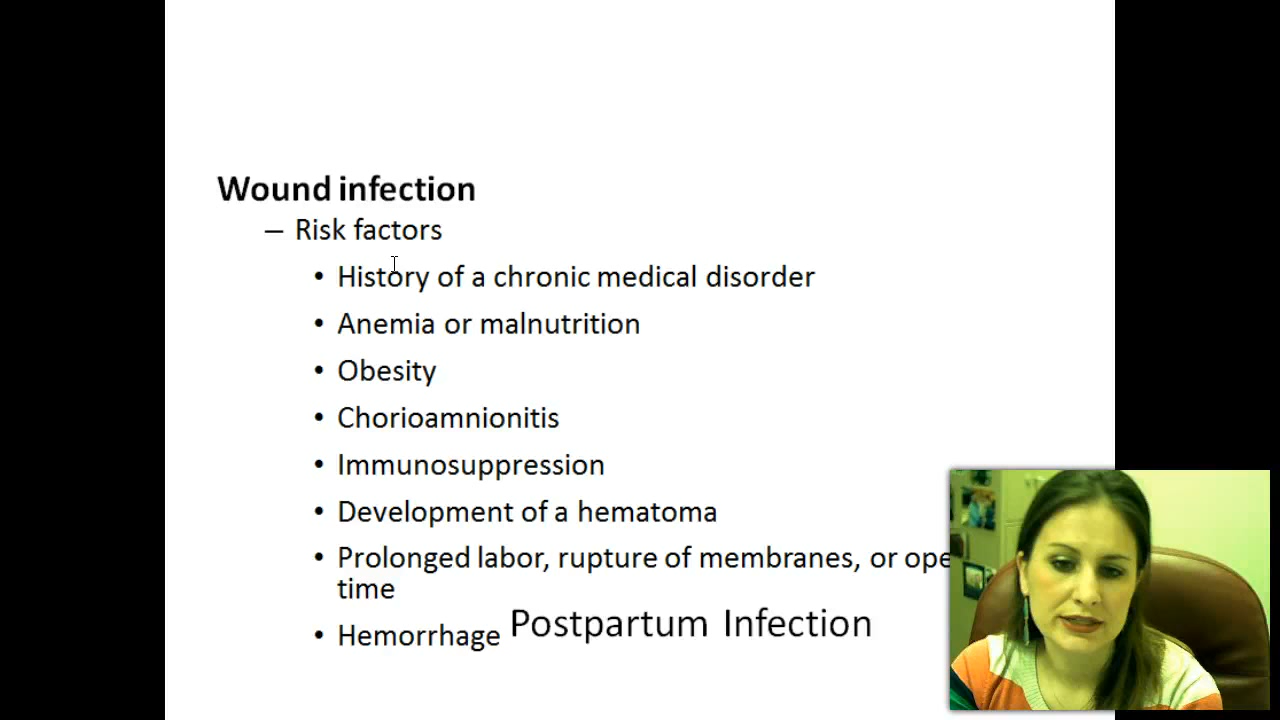 Wound infection
– Risk factors
• History of a chronic medical disorder
• Anemia or malnutrition
• Obesity
• Chorioamnionitis
• Immunosuppression
• Development of a hematoma
• Prolonged labor, rupture of membranes, or
time
• Hemorrhage
Postpartum Infection